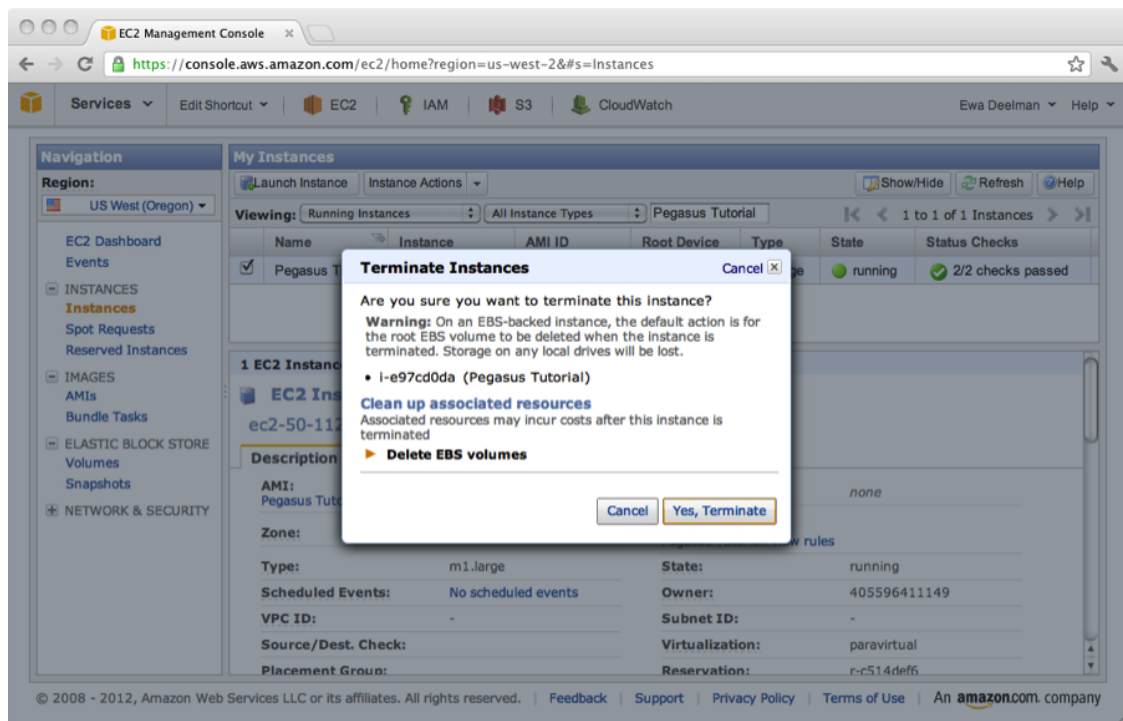 EC2 Management Console
https://console.aws.amazon.com/ec2/home?region=us-west-2&#s=Instances
Services Edit Shortcut EC2 IAM S3 CloudWatch Ewa Deelman Help
Navigation
Region:
US West (Oregon)
EC2 Dashboard
Events
INSTANCES
Instances
Spot Requests
Reserved Instances
IMAGES
AMIs
Bundle Tasks
ELASTIC BLOCK STORE
Volumes
Snapshots
NETWORK & SECURITY
My Instances
Launch Instance Instance Actions Show/Hide Refresh Help
Viewing: Running Instances All Instance Types Pegasus Tutorial 1 to 1 of 1 Instances
Name Instance AMI ID Root Device Type State Status Checks
Pegasus T ge running 2/2 checks passed
Terminate Instances Cancel
Are you sure you want to terminate this instance?
Warning: On an EBS-backed instance, the default action is for
the root EBS volume to be deleted when the instance is
terminated. Storage on any local drives will be lost.
• i-e97cd0da (Pegasus Tutorial)
Clean up associated resources
Associated resources may incur costs after this instance is
terminated
Delete EBS volumes
Cancel Yes, Terminate
1 EC2 Instanc
EC2 Ins
ec2-50-112
Description
AMI:
Pegasus Tuto
none
Zone:
w rules
Type: m1.large State: running
Scheduled Events: No scheduled events Owner: 405596411149
VPC ID: - Subnet ID: -
Source/Dest. Check: Virtualization: paravirtual
Placement Group: Reservation: r-c514def6
© 2008 - 2012, Amazon Web Services LLC or its affiliates. All rights reserved. Feedback Support Privacy Policy Terms of Use An amazon.com. company